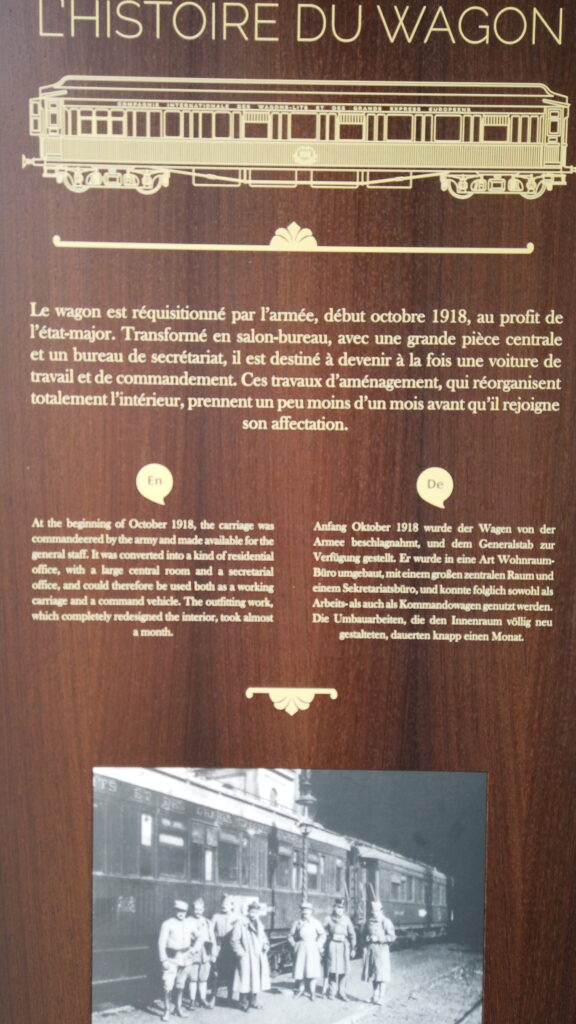 L'HISTOIRE DU WAGON
COMPAGNIE INTERNATIONALE DES WAGONS-LITS ET DES GRANDS EXPRESS EUROPEENS
Le wagon est réquisitionné par l'armée, début octobre 1918, au profit de
l'état-major. Transformé en salon-bureau, avec une grande pièce centrale
et un bureau de secrétariat, il est destiné à devenir à la fois une voiture de
travail et de commandement. Ces travaux d'aménagement, qui réorganisent
totalement l'intérieur, prennent un peu moins d'un mois avant qu'il rejoigne
son affectation.
En
At the beginning of October 1918, the carriage was
commandeered by the army and made available for the
general staff. It was converted into a kind of residential
office, with a large central room and a secretarial
office, and could therefore be used both as a working
carriage and a command vehicle. The outfitting work,
which completely redesigned the interior, took almost
a month.
De
Anfang Oktober 1918 wurde der Wagen von der
Armee beschlagnahmt, und dem Generalstab zur
Verfügung gestellt. Er wurde in eine Art Wohnraum-
Büro umgebaut, mit einem großen zentralen Raum und
einem Sekretariatsbüro, und konnte folglich sowohl als
Arbeits- als auch als Kommandowagen genutzt werden.
Die Umbauarbeiten, die den Innenraum völlig neu
gestalteten, dauerten knapp einen Monat.
ET DES GRANDS